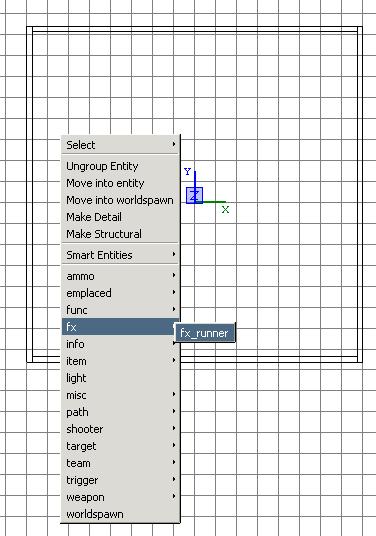 Select
Y
Ungroup Entity
Move into entity
Z
Move into worldspawn
X
Make Detail
Make Structural
Smart Entities
ammo
emplaced
func
fx
fx_runner
info
item
light
misc
path
shooter
target
team
trigger
weapon
worldspawn